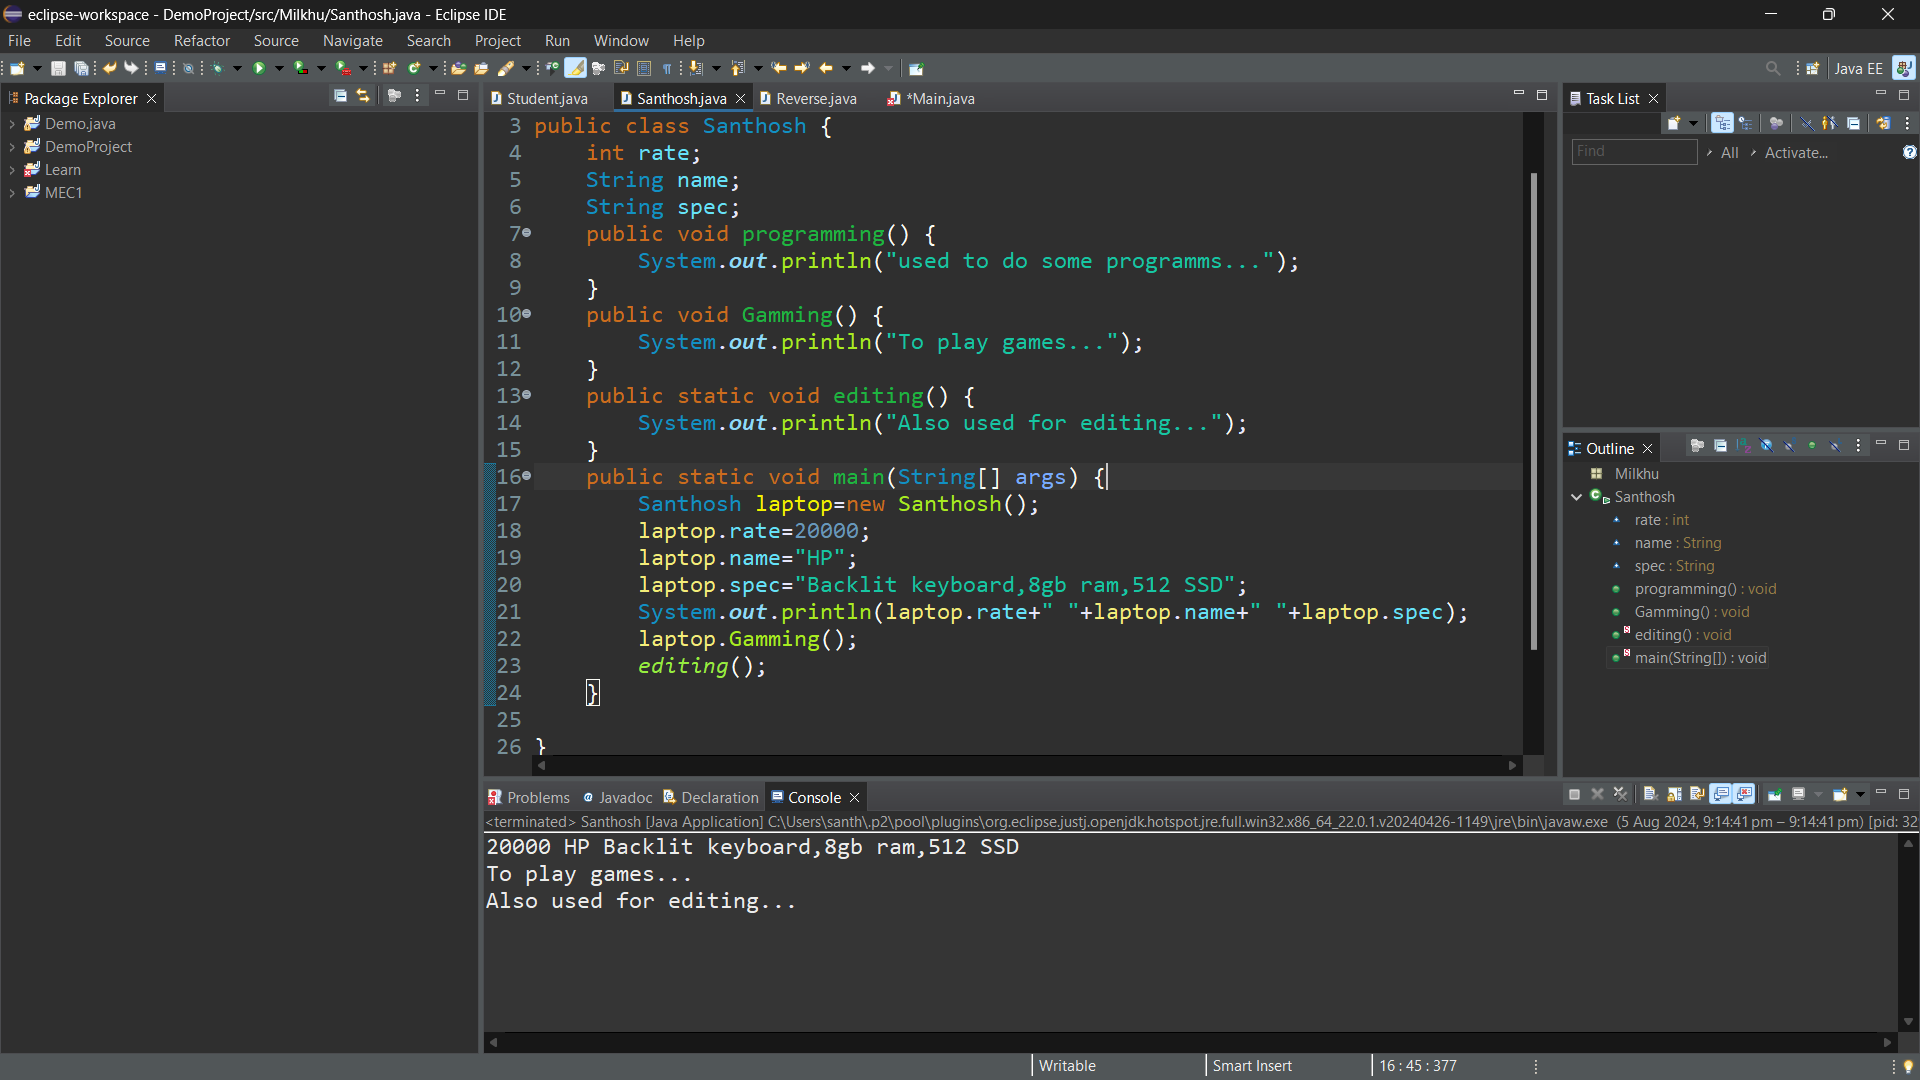 eclipse-workspace - DemoProject/src/Milkhu/Santhosh.java - Eclipse IDE
File Edit Source Refactor Source Navigate Search Project Run Window Help
Java EE
Package Explorer
Demo.java
DemoProject
Learn
MEC1
Student.java Santhosh.java Reverse.java *Main.java
3 public class Santhosh {
4 int rate;
5 String name;
6 String spec;
7 public void programming() {
8 System.out.println("used to do some programms...");
9 }
10 public void Gamming() {
11 System.out.println("To play games...");
12 }
13 public static void editing() {
14 System.out.println("Also used for editing...");
15 }
16 public static void main(String[] args) {
17 Santhosh laptop=new Santhosh();
18 laptop.rate=20000;
19 laptop.name="HP";
20 laptop.spec="Backlit keyboard,8gb ram,512 SSD";
21 System.out.println(laptop.rate+" "+laptop.name+" "+laptop.spec);
22 laptop.Gamming();
23 editing();
24 }
25
26 }
Task List
Find All Activate...
Outline
Milkhu
Santhosh
rate : int
name : String
spec : String
programming() : void
Gamming() : void
editing() : void
main(String[]) : void
Problems Javadoc Declaration Console
<terminated> Santhosh [Java Application] C:\Users\santh\.p2\pool\plugins\org.eclipse.justj.openjdk.hotspot.jre.full.win32.x86_64_22.0.1.v20240426-1149\jre\bin\javaw.exe (5 Aug 2024, 9:14:41 pm – 9:14:41 pm) [pid: 32
20000 HP Backlit keyboard,8gb ram,512 SSD
To play games...
Also used for editing...
Writable Smart Insert 16 : 45 : 377